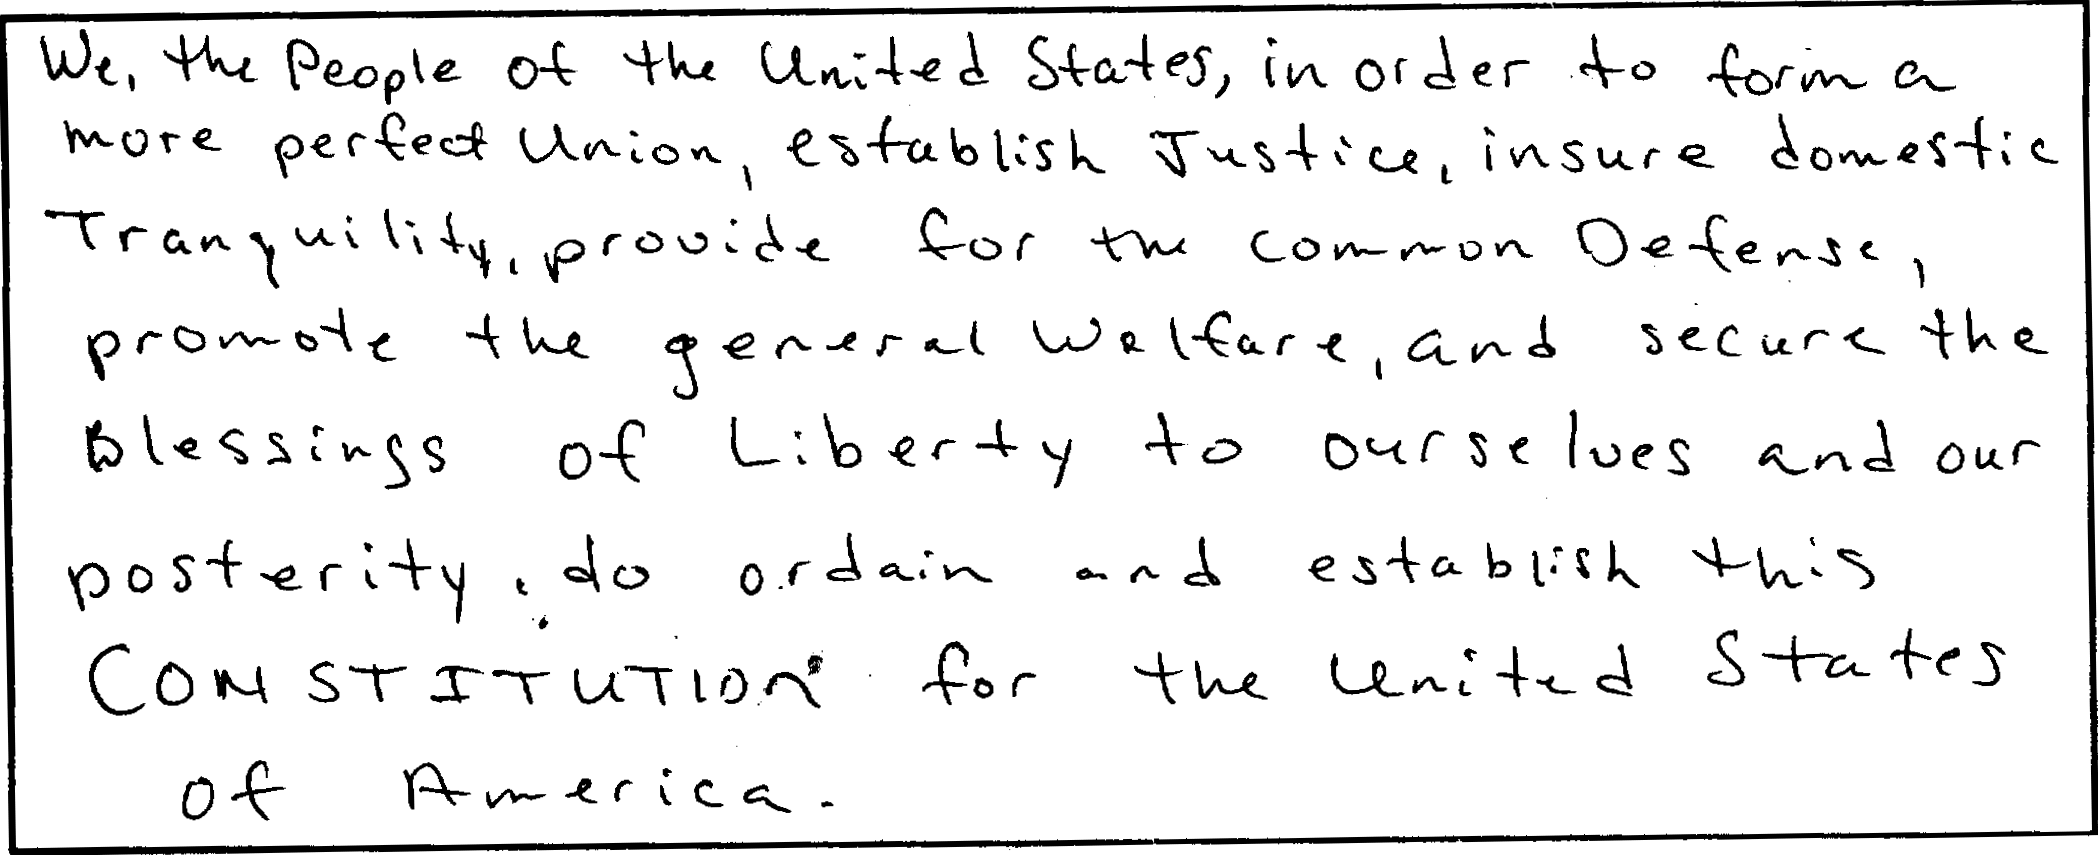 We, the People of the United States, in order to form a
more perfect Union, establish Justice, insure domestic
Tranquility, provide for the common Defense,
promote the general Welfare, and secure the
Blessings of Liberty to ourselves and our
posterity, do ordain and establish this
CONSTITUTION for the United States
of America.